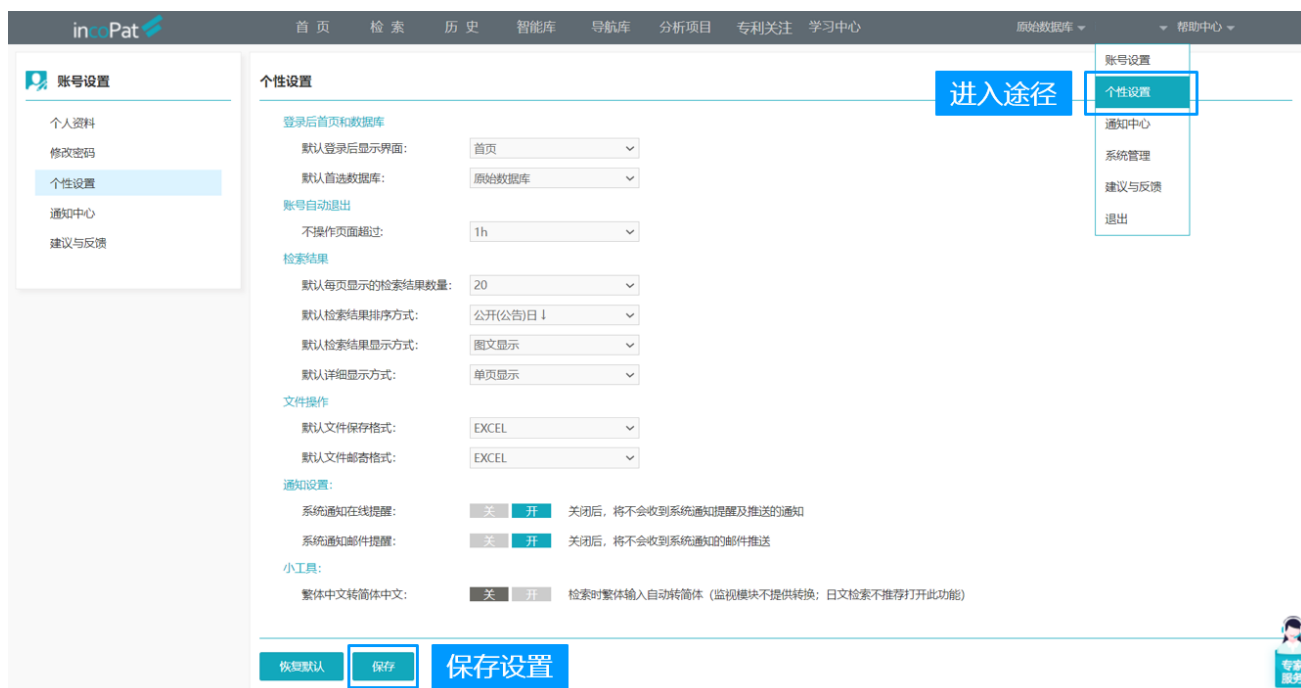 incoPat 首 页 检 索 历 史 智能库 导航库 分析项目 专利关注 学习中心 原始数据库 帮助中心
账号设置
个人资料
修改密码
个性设置
通知中心
建议与反馈
个性设置
进入途径
账号设置
个性设置
通知中心
系统管理
建议与反馈
退出
登录后首页和数据库
默认登录后显示界面: 首页
默认首选数据库: 原始数据库
账号自动退出
不操作页面超过: 1h
检索结果
默认每页显示的检索结果数量: 20
默认检索结果排序方式: 公开(公告)日↓
默认检索结果显示方式: 图文显示
默认详细显示方式: 单页显示
文件操作
默认文件保存格式: EXCEL
默认文件邮寄格式: EXCEL
通知设置:
系统通知在线提醒: 关 开 关闭后，将不会收到系统通知提醒及推送的通知
系统通知邮件提醒: 关 开 关闭后，将不会收到系统通知的邮件推送
小工具:
繁体中文转简体中文: 关 开 检索时繁体输入自动转简体（监视模块不提供转换；日文检索不推荐打开此功能）
恢复默认 保存 保存设置
专家
服务